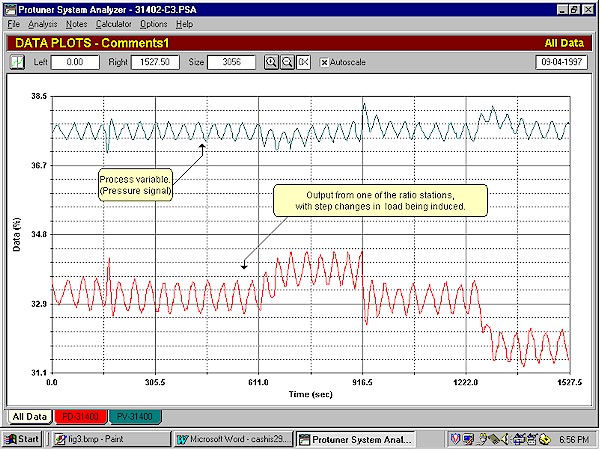 Protuner System Analyzer - 31402-C3.PSA
File Analysis Notes Calculator Options Help
DATA PLOTS - Comments1 All Data
Left 0.00 Right 1527.50 Size 3056 Autoscale 09-04-1997
38.5
36.7
34.8
32.9
31.1
Data (%)
Process variable.
(Pressure signal)
Output from one of the ratio stations,
with step changes in load being induced.
0.0 305.5 611.0 916.5 1222.0 1527.5
Time (sec)
All Data PD-31400 PV-31400
Start fig3.bmp - Paint Microsoft Word - cashis29.... Protuner System Anal... 6:56 PM